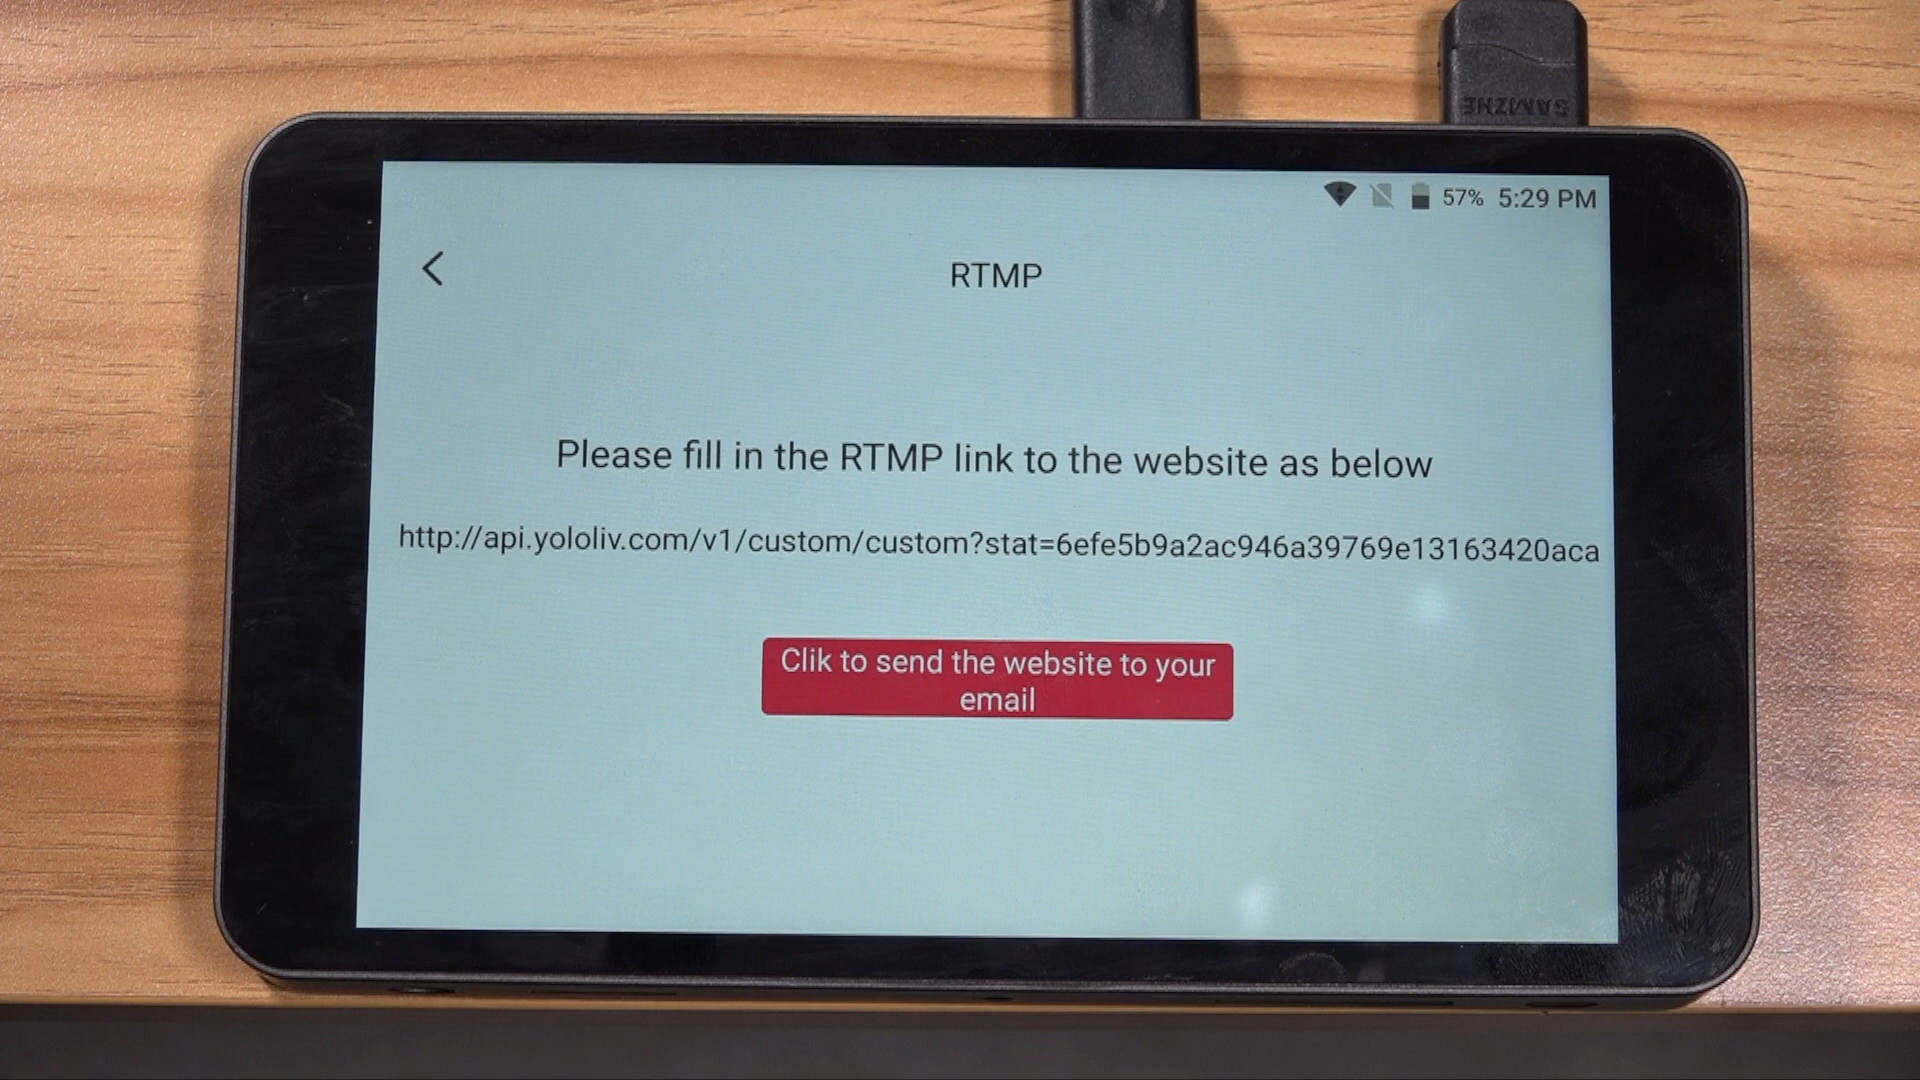 SAMZHE
57% 5:29 PM
RTMP
Please fill in the RTMP link to the website as below
http://api.yololiv.com/v1/custom/custom?stat=6efe5b9a2ac946a39769e13163420aca
Clik to send the website to your
email